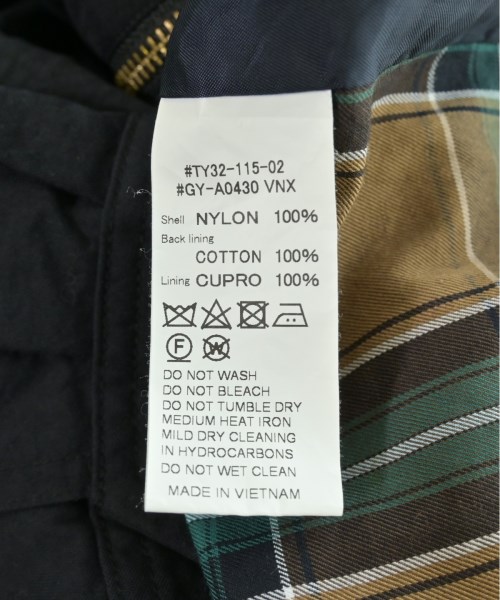 #TY32-115-02
#GY-A0430 VNX
Shell NYLON 100%
Back lining
COTTON 100%
Lining CUPRO 100%
F W
DO NOT WASH
DO NOT BLEACH
DO NOT TUMBLE DRY
MEDIUM HEAT IRON
MILD DRY CLEANING
IN HYDROCARBONS
DO NOT WET CLEAN
MADE IN VIETNAM